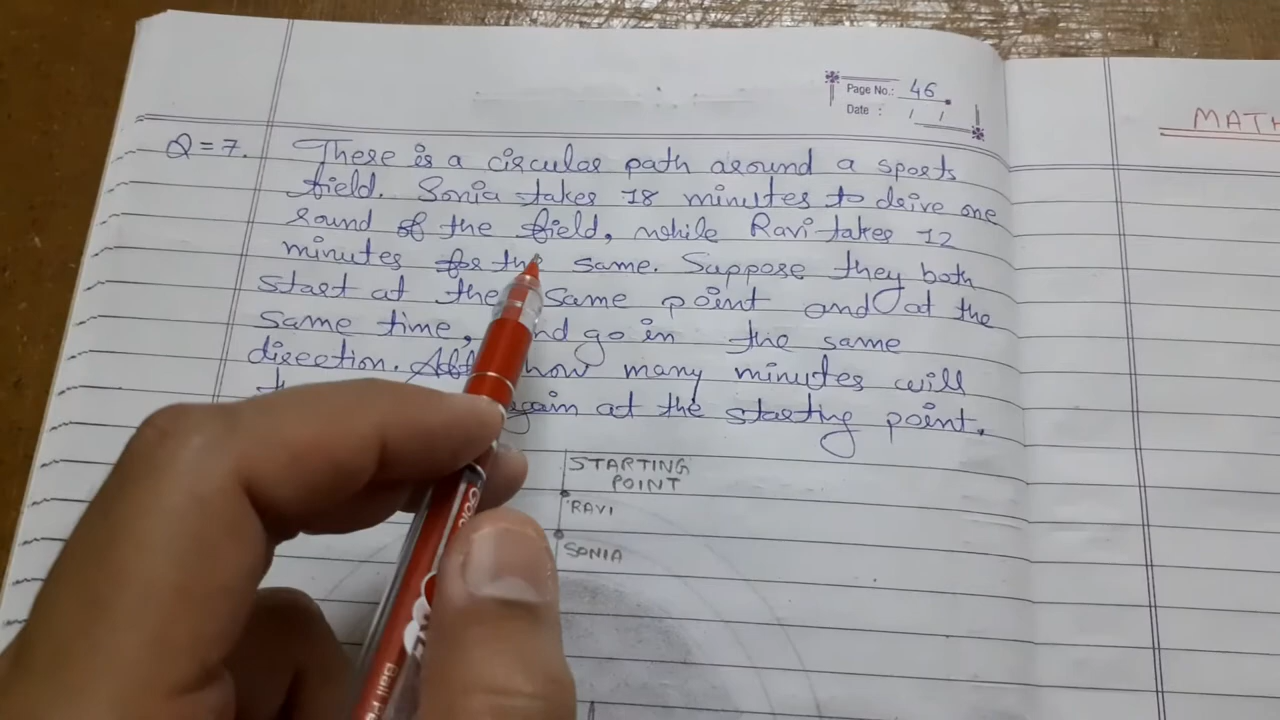 Page No.: 46
Date : / /
MATH
Q=7. There is a circular path around a sports
field. Sonia takes 18 minutes to drive one
round of the field, while Ravi takes 12
minutes for the same. Suppose they both
start at the same point and at the
same time, and go in the same
direction. how many minutes will
again at the starting point.
STARTING
POINT
RAVI
SONIA